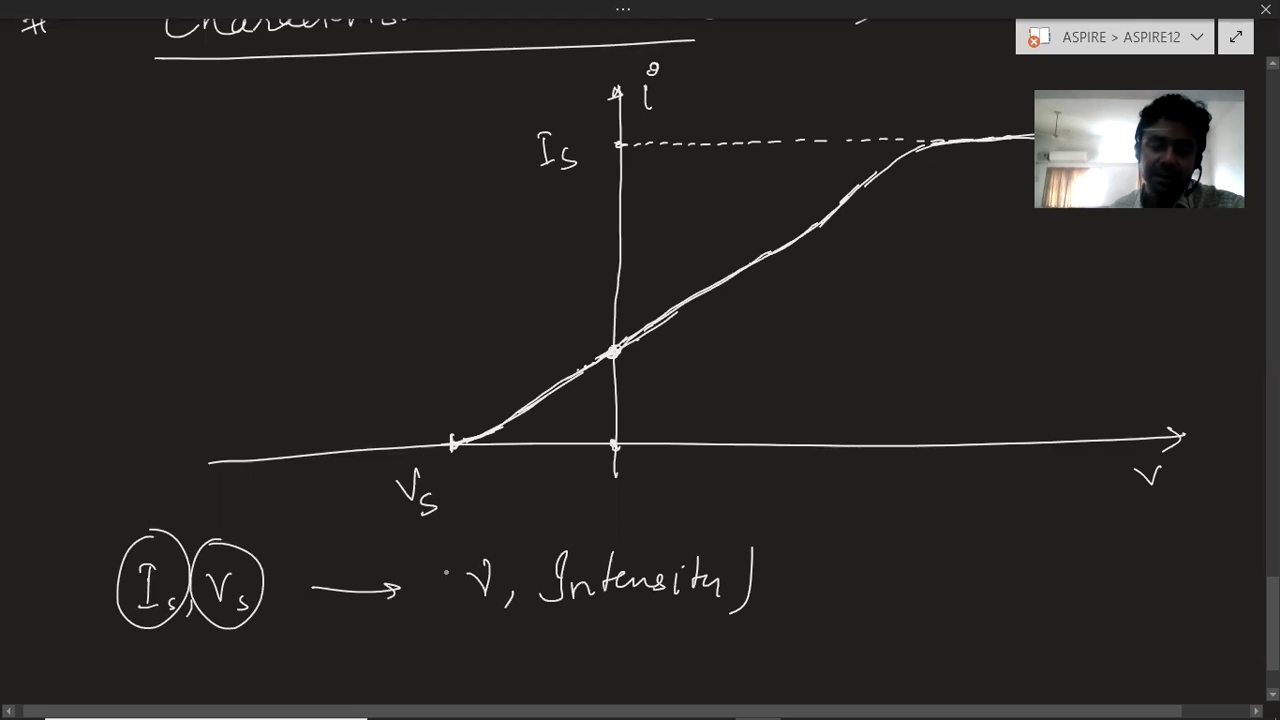 #
ASPIRE > ASPIRE12
i
Is
Vs
V
Is, Vs → ν, Intensity)